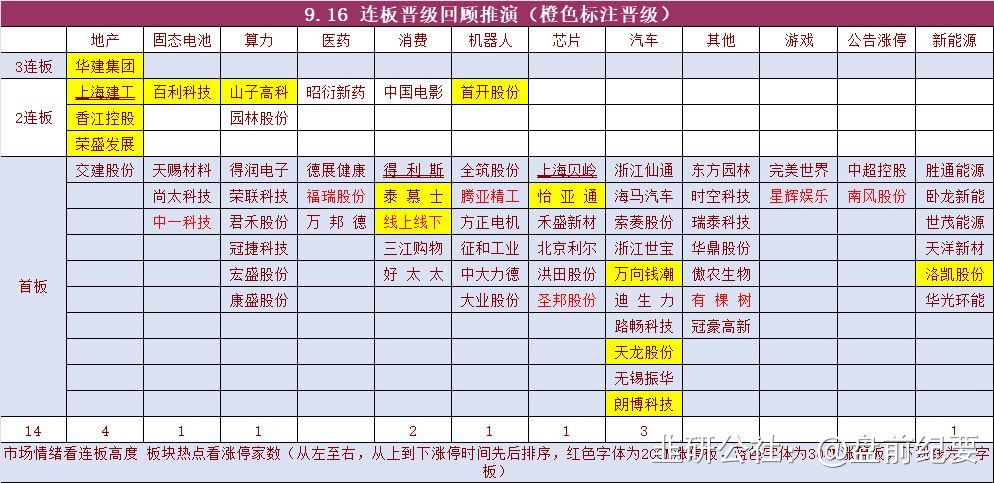 9.16 连板晋级回顾推演（橙色标注晋级）
地产 固态电池 算力 医药 消费 机器人 芯片 汽车 其他 游戏 公告涨停 新能源
3连板 华建集团
上海建工 百利科技 山子高科 昭衍新药 中国电影 首开股份
2连板 香江控股 园林股份
荣盛发展
交建股份 天赐材料 得润电子 德展健康 得利斯 全筑股份 上海贝岭 浙江仙通 东方园林 完美世界 中超控股 胜通能源
尚太科技 荣联科技 福瑞股份 泰慕士 腾亚精工 怡亚通 海马汽车 时空科技 星辉娱乐 南风股份 卧龙新能
中一科技 君禾股份 万邦德 线上线下 方正电机 禾盛新材 索菱股份 瑞泰科技 世茂能源
冠捷科技 三江购物 征和工业 北京利尔 浙江世宝 华鼎股份 天洋新材
首板 宏盛股份 好太太 中大力德 洪田股份 万向钱潮 傲农生物 洛凯股份
康盛股份 大业股份 圣邦股份 迪生力 有棵树 华光环能
路畅科技 冠豪高新
天龙股份
无锡振华
朗博科技
14 4 1 1 2 1 1 3 1
市场情绪看连板高度 板块热点看涨停家数（从左至右，从上到下涨停时间先后排序，红色字体为20
字板）
@盘前纪要